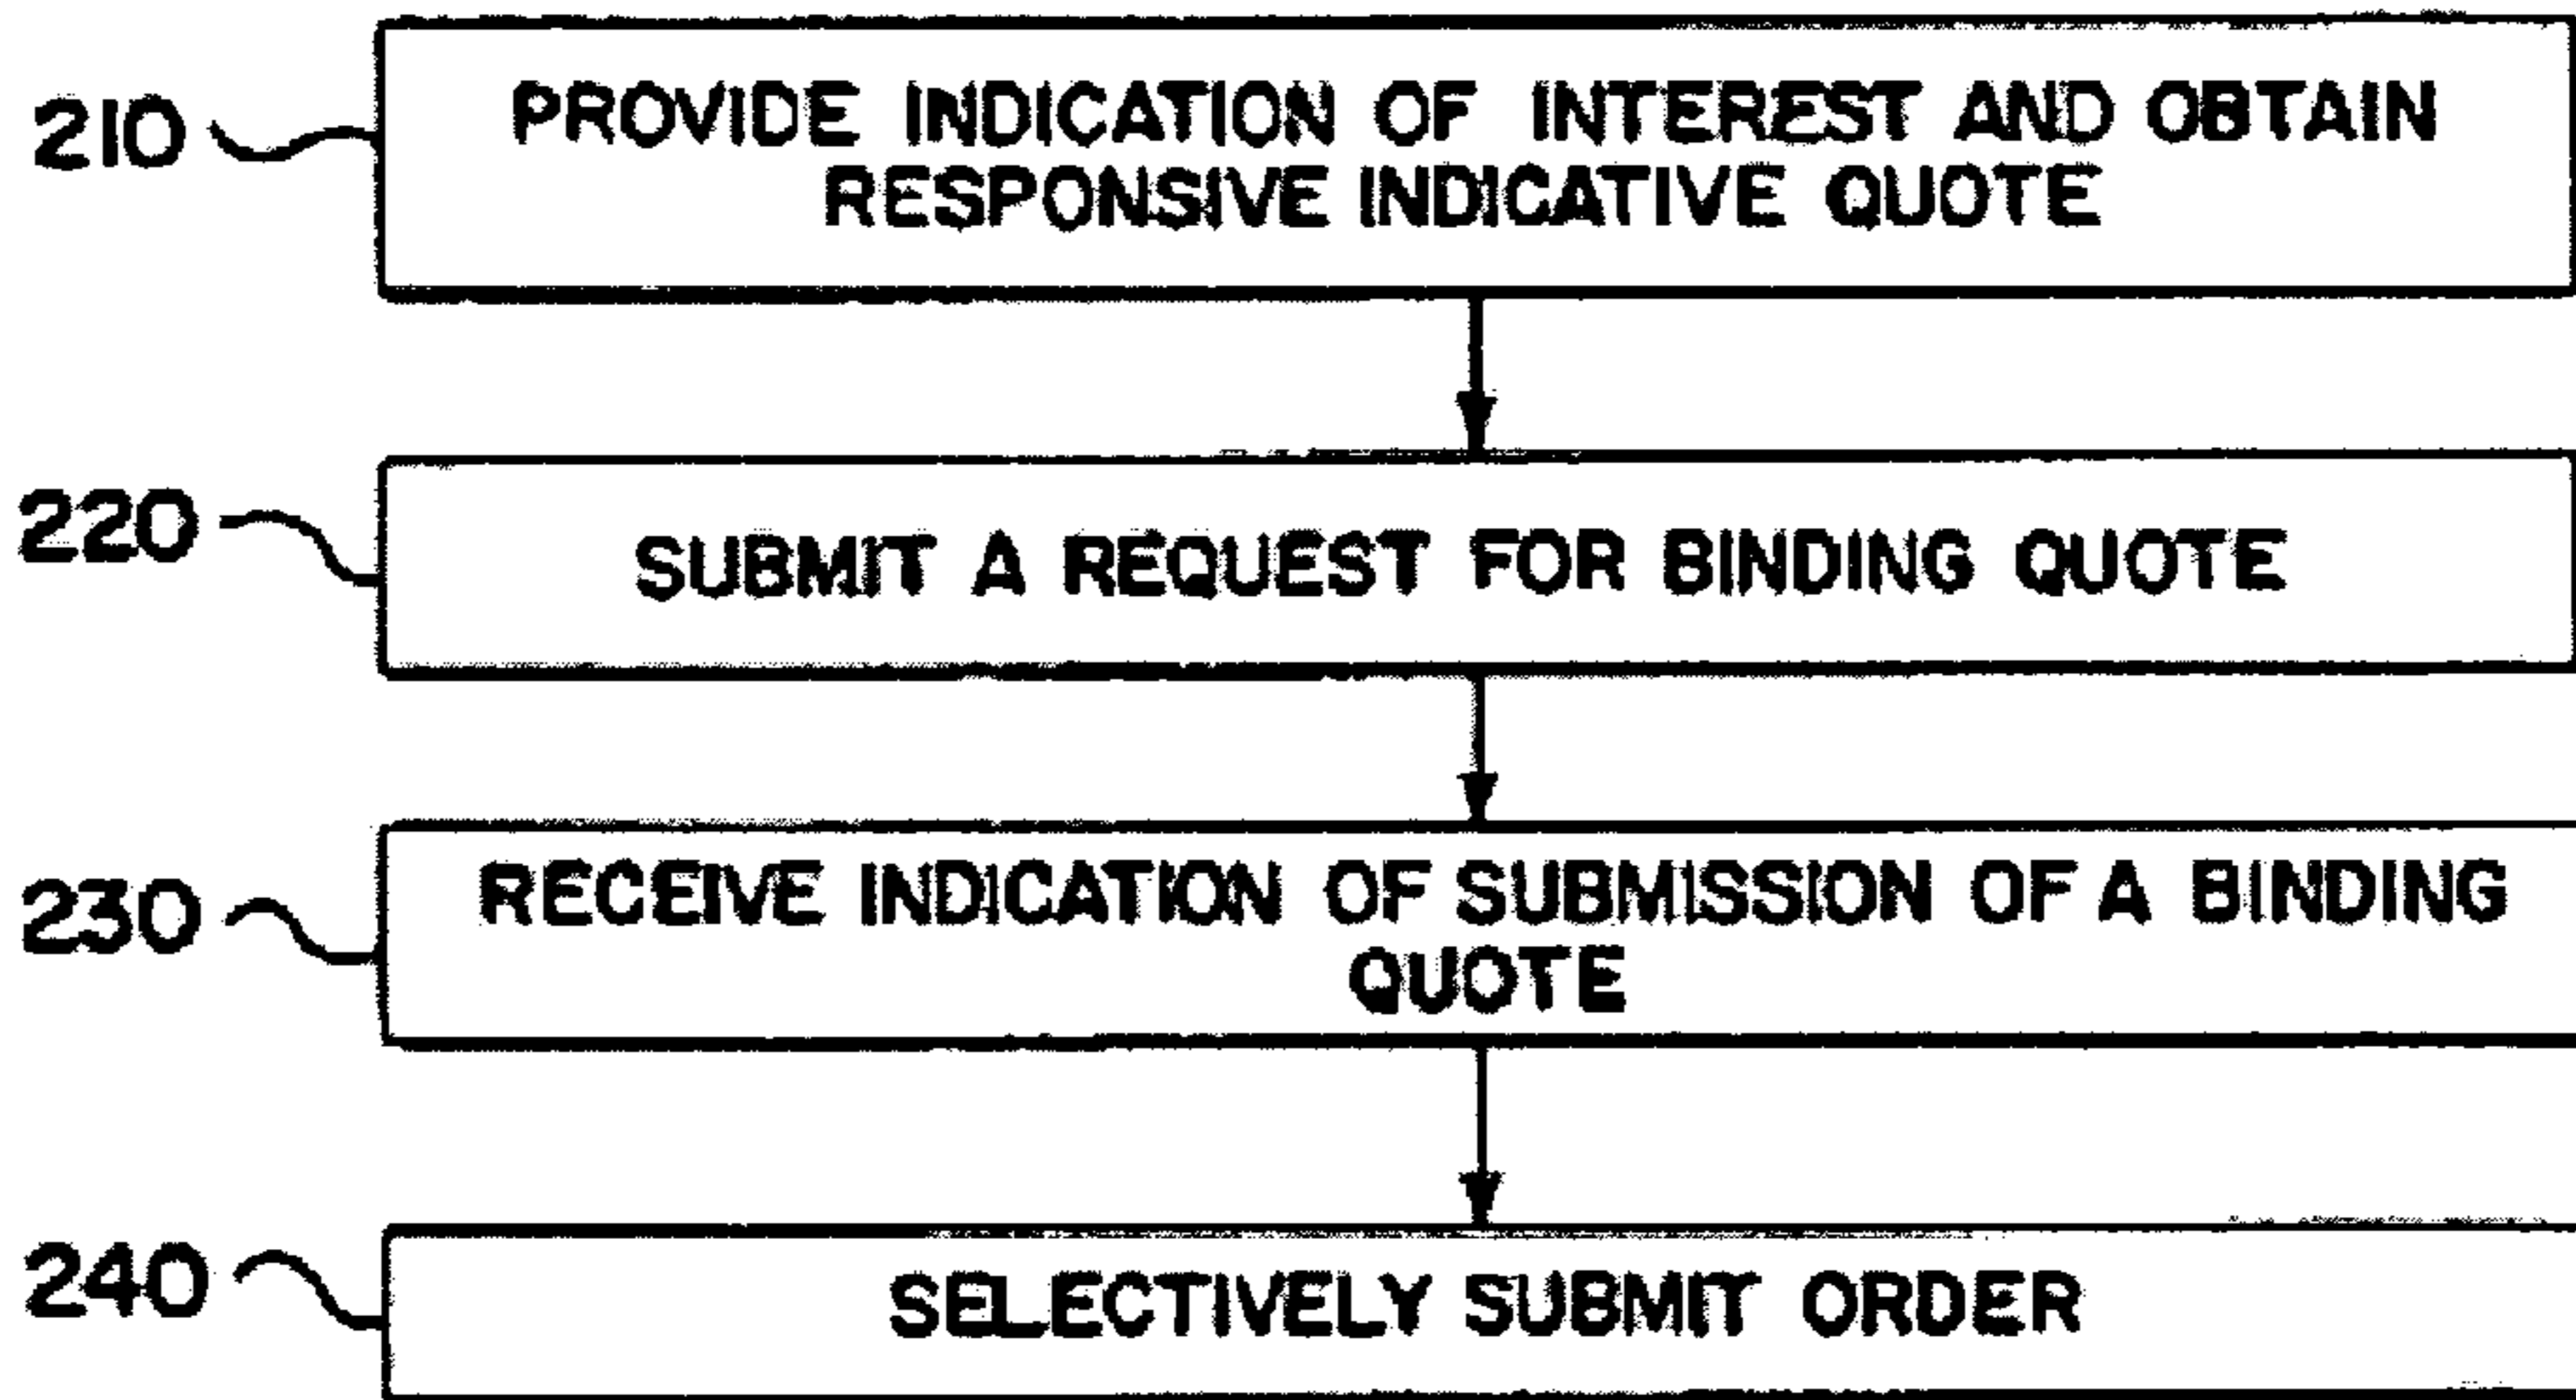 210
PROVIDE INDICATION OF INTEREST AND OBTAIN
RESPONSIVE INDICATIVE QUOTE
220
SUBMIT A REQUEST FOR BINDING QUOTE
230
RECEIVE INDICATION OF SUBMISSION OF A BINDING
QUOTE
240
SELECTIVELY SUBMIT ORDER